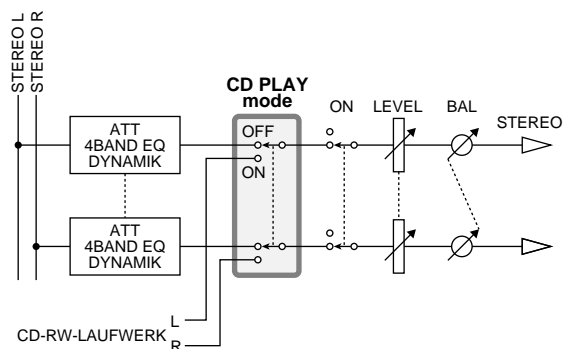 STEREO L
STEREO R
CD PLAY
mode
ON
LEVEL
BAL
STEREO
ATT
4BAND EQ
DYNAMIK
OFF
ON
ATT
4BAND EQ
DYNAMIK
CD-RW-LAUFWERK
L
R